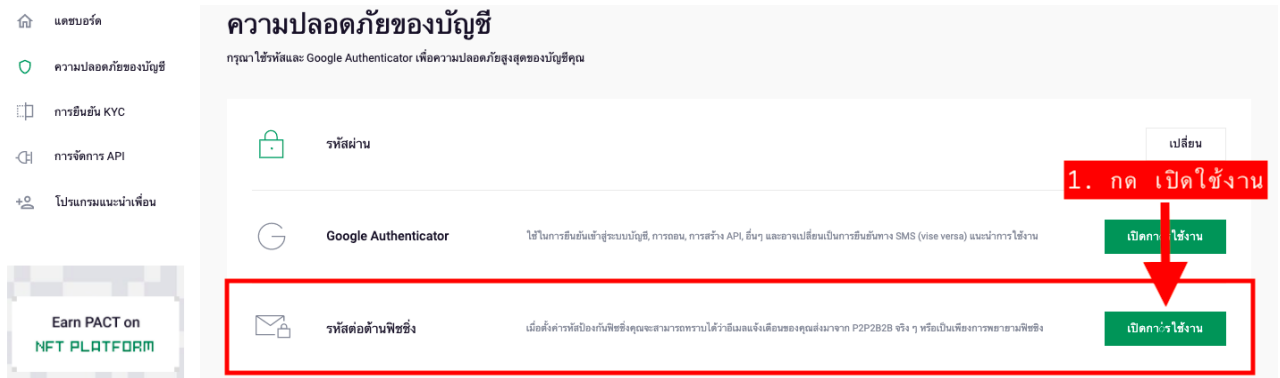 แดชบอร์ด
ความปลอดภัยของบัญชี
การยืนยัน KYC
การจัดการ API
โปรแกรมแนะนำเพื่อน
Earn PACT on
NFT PLATFORM
ความปลอดภัยของบัญชี
กรุณาใช้รหัสและ Google Authenticator เพื่อความปลอดภัยสูงสุดของบัญชีคุณ
รหัสผ่าน
เปลี่ยน
1. กด เปิดใช้งาน
Google Authenticator
ใช้ในการยืนยันเข้าสู่ระบบบัญชี, การถอน, การสร้าง API, อื่นๆ และอาจเปลี่ยนเป็นการยืนยันทาง SMS (vise versa) แนะนำการใช้งาน
เปิดการใช้งาน
รหัสต่อต้านฟิชชิ่ง
เมื่อตั้งค่ารหัสป้องกันฟิชชิ่งคุณจะสามารถทราบได้ว่าอีเมลแจ้งเตือนของคุณส่งมาจาก P2PB2B จริง ๆ หรือเป็นเพียงการพยายามฟิชชิง
เปิดการใช้งาน